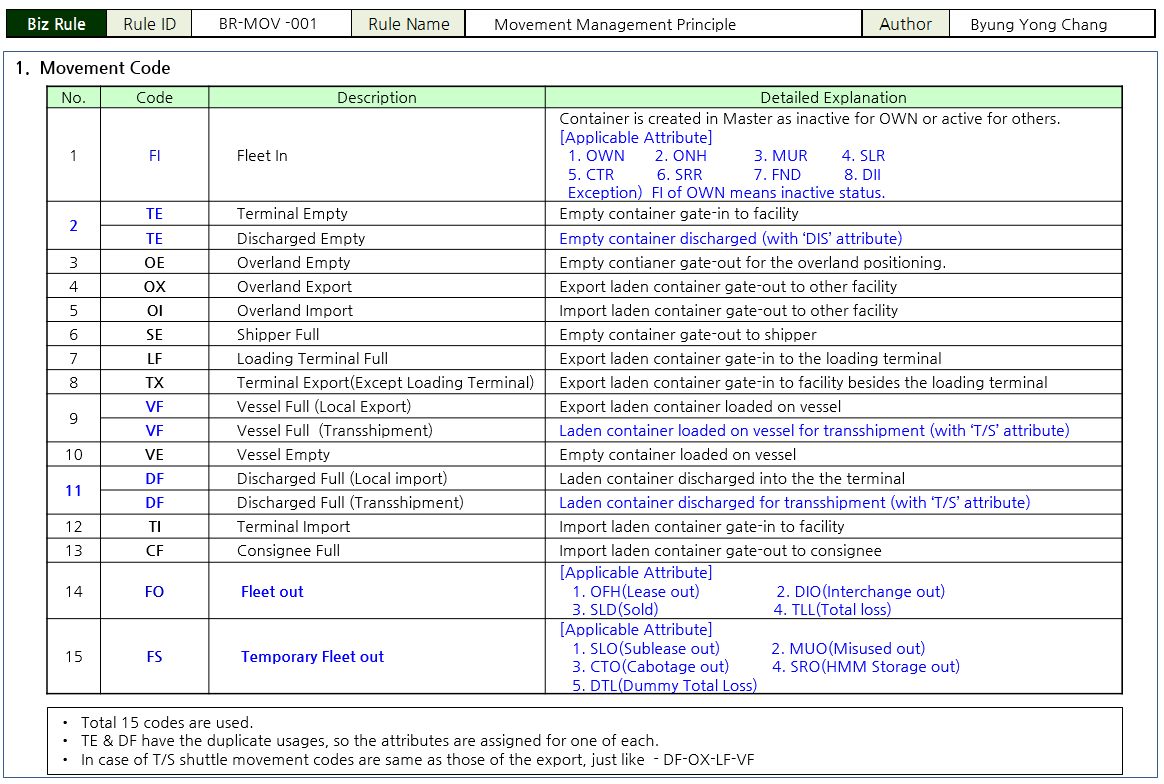 Biz Rule Rule ID BR-MOV -001 Rule Name Movement Management Principle Author Byung Yong Chang
1. Movement Code
No. Code Description Detailed Explanation
1 FI Fleet In
Container is created in Master as inactive for OWN or active for others.
[Applicable Attribute]
1. OWN 2. ONH 3. MUR 4. SLR
5. CTR 6. SRR 7. FND 8. DII
Exception) FI of OWN means inactive status.
2 TE Terminal Empty Empty container gate-in to facility
TE Discharged Empty Empty container discharged (with ‘DIS’ attribute)
3 OE Overland Empty Empty contianer gate-out for the overland positioning.
4 OX Overland Export Export laden container gate-out to other facility
5 OI Overland Import Import laden container gate-out to other facility
6 SE Shipper Full Empty container gate-out to shipper
7 LF Loading Terminal Full Export laden container gate-in to the loading terminal
8 TX Terminal Export(Except Loading Terminal) Export laden container gate-in to facility besides the loading terminal
9 VF Vessel Full (Local Export) Export laden container loaded on vessel
VF Vessel Full (Transshipment) Laden container loaded on vessel for transshipment (with ‘T/S’ attribute)
10 VE Vessel Empty Empty container loaded on vessel
11 DF Discharged Full (Local import) Laden container discharged into the the terminal
DF Discharged Full (Transshipment) Laden container discharged for transshipment (with ‘T/S’ attribute)
12 TI Terminal Import Import laden container gate-in to facility
13 CF Consignee Full Import laden container gate-out to consignee
14 FO Fleet out
[Applicable Attribute]
1. OFH(Lease out) 2. DIO(Interchange out)
3. SLD(Sold) 4. TLL(Total loss)
15 FS Temporary Fleet out
[Applicable Attribute]
1. SLO(Sublease out) 2. MUO(Misused out)
3. CTO(Cabotage out) 4. SRO(HMM Storage out)
5. DTL(Dummy Total Loss)
• Total 15 codes are used.
• TE & DF have the duplicate usages, so the attributes are assigned for one of each.
• In case of T/S shuttle movement codes are same as those of the export, just like - DF-OX-LF-VF